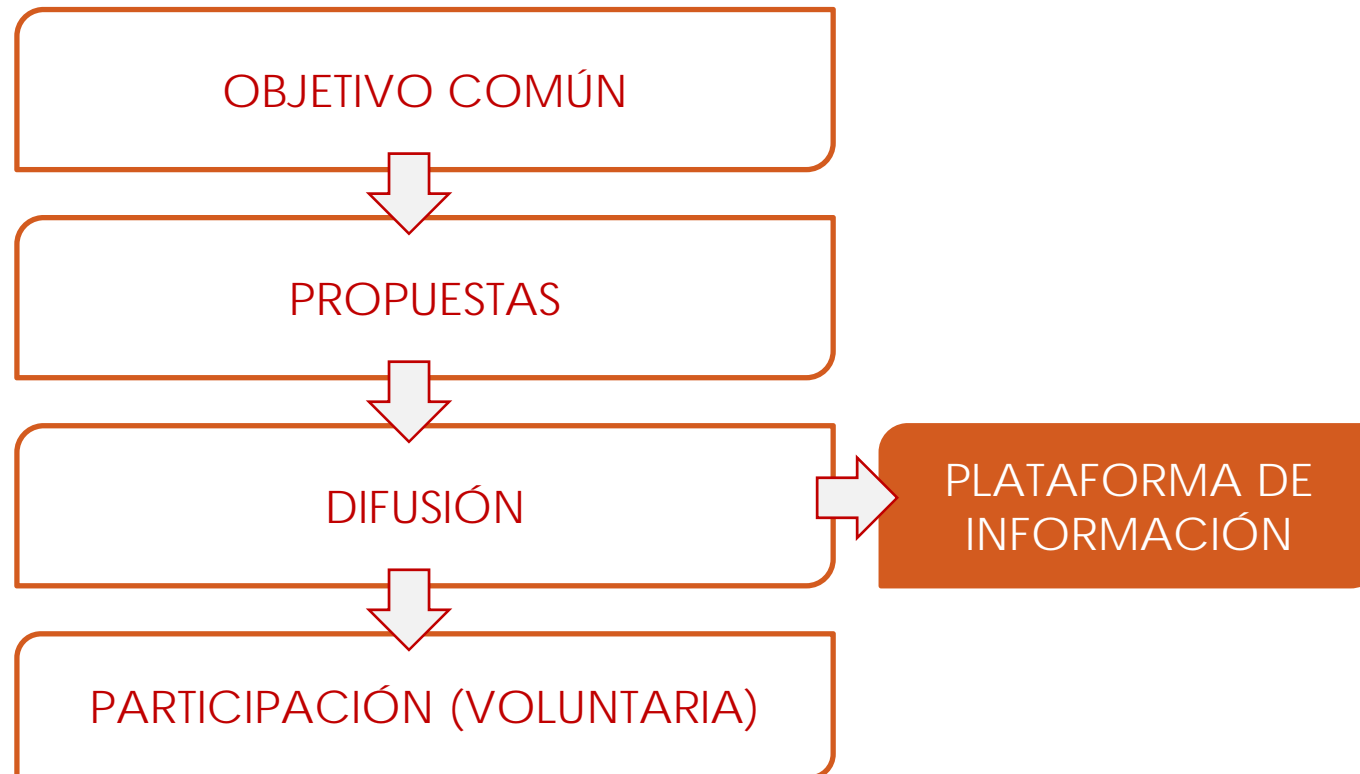 OBJETIVO COMÚN
PROPUESTAS
DIFUSIÓN
PLATAFORMA DE
INFORMACIÓN
PARTICIPACIÓN (VOLUNTARIA)